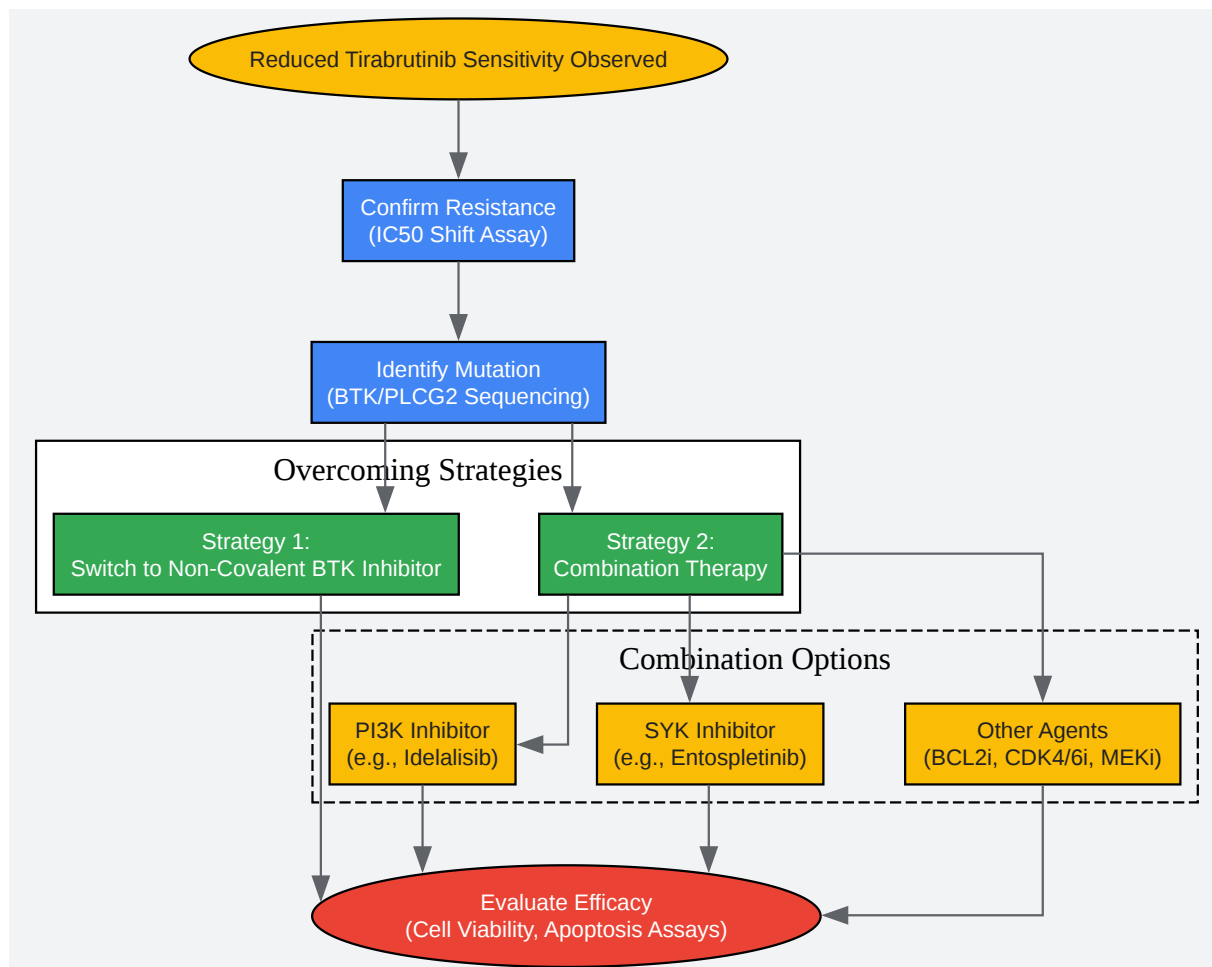 Reduced Tirabrutinib Sensitivity Observed
Confirm Resistance
(IC50 Shift Assay)
Identify Mutation
(BTK/PLCG2 Sequencing)
Overcoming Strategies
Strategy 1:
Switch to Non-Covalent BTK Inhibitor
Strategy 2:
Combination Therapy
Combination Options
PI3K Inhibitor
(e.g., Idelalisib)
SYK Inhibitor
(e.g., Entospletinib)
Other Agents
(BCL2i, CDK4/6i, MEKi)
Evaluate Efficacy
(Cell Viability, Apoptosis Assays)